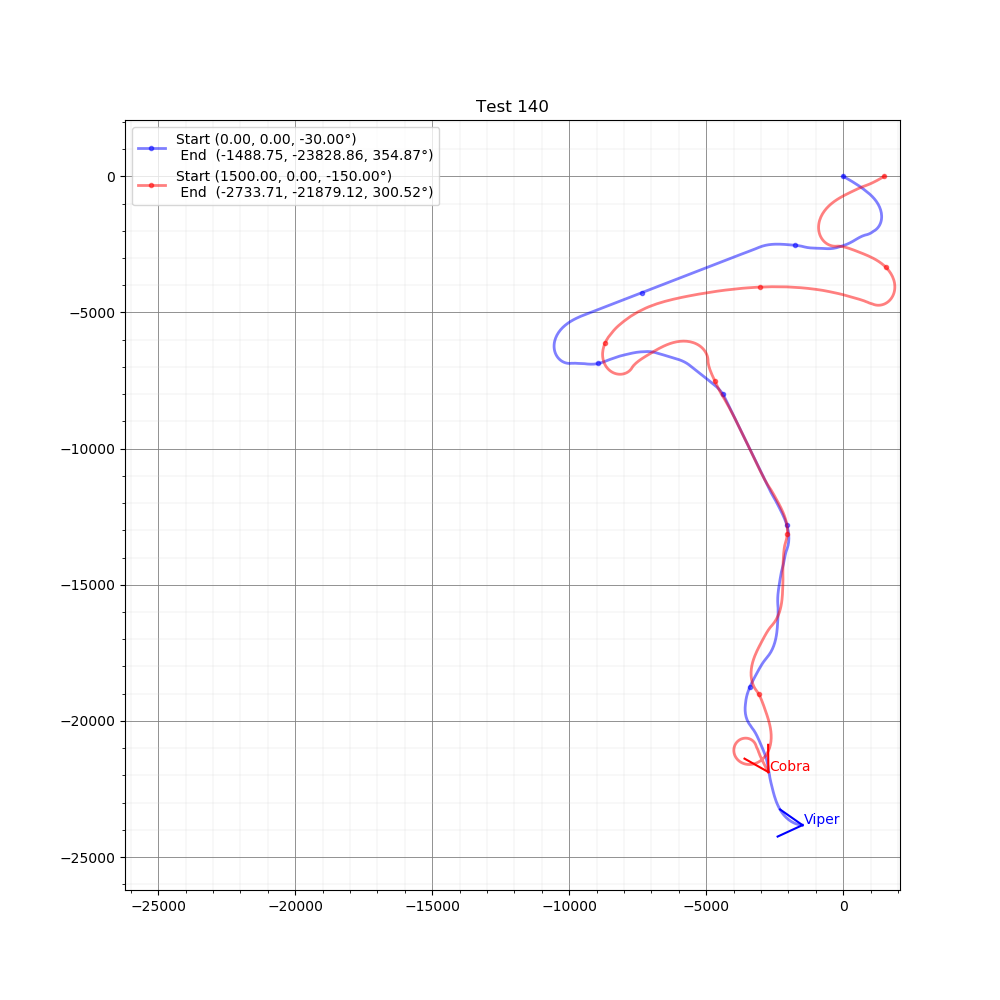 Test 140
Start (0.00, 0.00, -30.00°)
End (-1488.75, -23828.86, 354.87°)
Start (1500.00, 0.00, -150.00°)
End (-2733.71, -21879.12, 300.52°)
0
−5000
−10000
−15000
−20000
−25000
Cobra
Viper
−25000 −20000 −15000 −10000 −5000 0